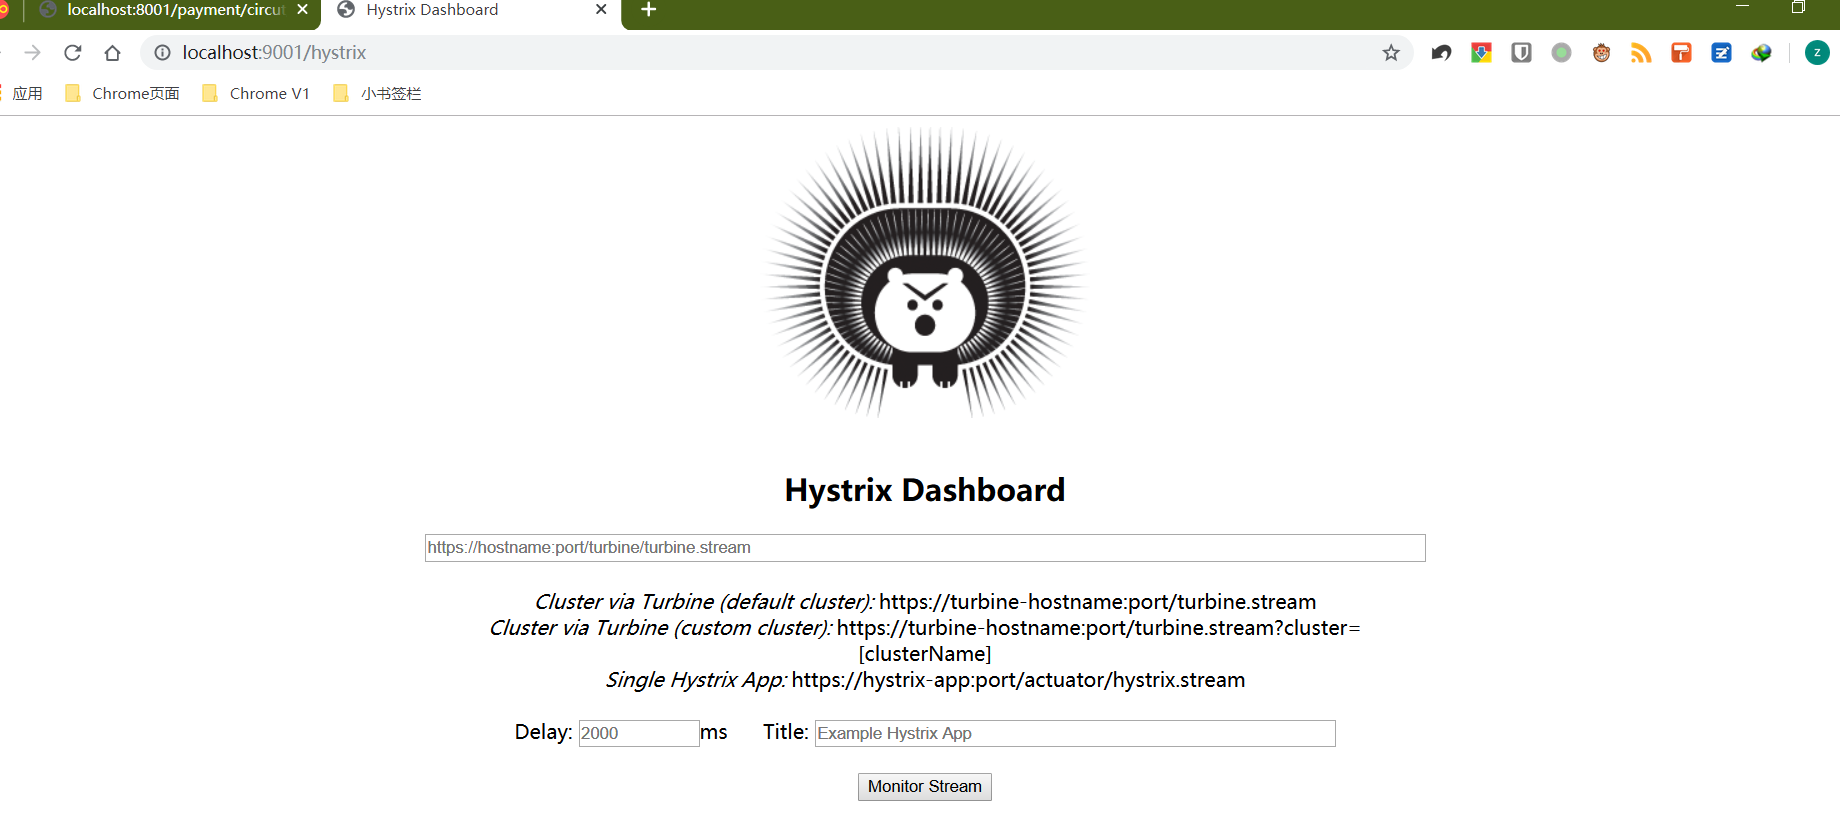 localhost:8001/payment/circut
Hystrix Dashboard
localhost:9001/hystrix
z
应用 Chrome页面 Chrome V1 小书签栏
Hystrix Dashboard
https://hostname:port/turbine/turbine.stream
Cluster via Turbine (default cluster): https://turbine-hostname:port/turbine.stream
Cluster via Turbine (custom cluster): https://turbine-hostname:port/turbine.stream?cluster=
[clusterName]
Single Hystrix App: https://hystrix-app:port/actuator/hystrix.stream
Delay: 2000 ms Title: Example Hystrix App
Monitor Stream